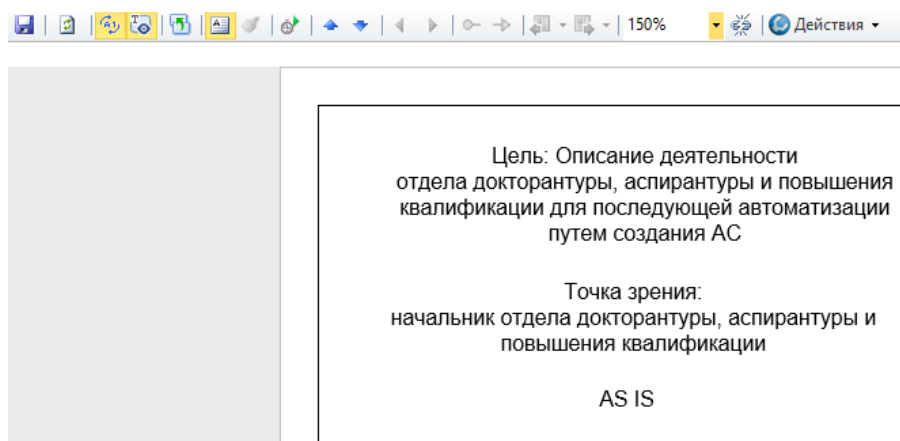 150%
Действия
Цель: Описание деятельности
отдела докторантуры, аспирантуры и повышения
квалификации для последующей автоматизации
путем создания АС
Точка зрения:
начальник отдела докторантуры, аспирантуры и
повышения квалификации
AS IS